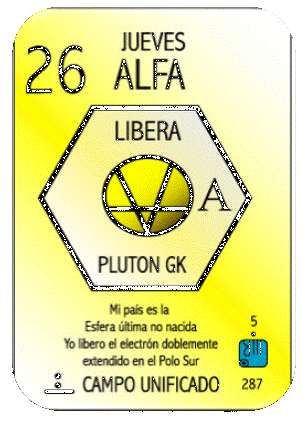 26
JUEVES
ALFA
LIBERA
A
PLUTON GK
Mi país es la
Esfera última no nacida
Yo libero el electrón doblemente
extendido en el Polo Sur
5
CAMPO UNIFICADO
287